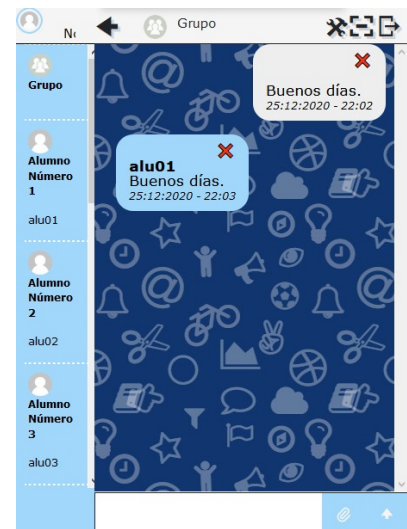 Grupo
Grupo
Alumno
Número
1
alu01
Alumno
Número
2
alu02
Alumno
Número
3
alu03
Buenos días.
25:12:2020 - 22:02
alu01
Buenos días.
25:12:2020 - 22:03